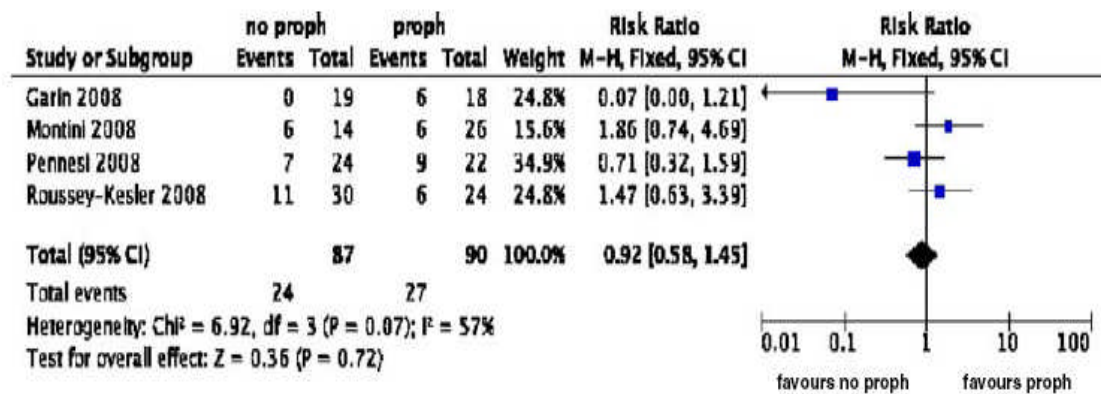 no proph proph Risk Ratio Risk Ratio
Study or Subgroup Events Total Events Total Weight M-H, Fixed, 95% CI M-H, Fixed, 95% CI
Garin 2008 0 19 6 18 24.8% 0.07 [0.00, 1.21]
Montini 2008 6 14 6 26 15.6% 1.86 [0.74, 4.69]
Pennesi 2008 7 24 9 22 34.9% 0.71 [0.32, 1.59]
Roussey-Kesler 2008 11 30 6 24 24.8% 1.47 [0.63, 3.39]
Total (95% CI) 87 90 100.0% 0.92 [0.58, 1.45]
Total events 24 27
Heterogeneity: Chi² = 6.92, df = 3 (P = 0.07); I² = 57%
Test for overall effect: Z = 0.36 (P = 0.72)
0.01 0.1 1 10 100
favours no proph favours proph